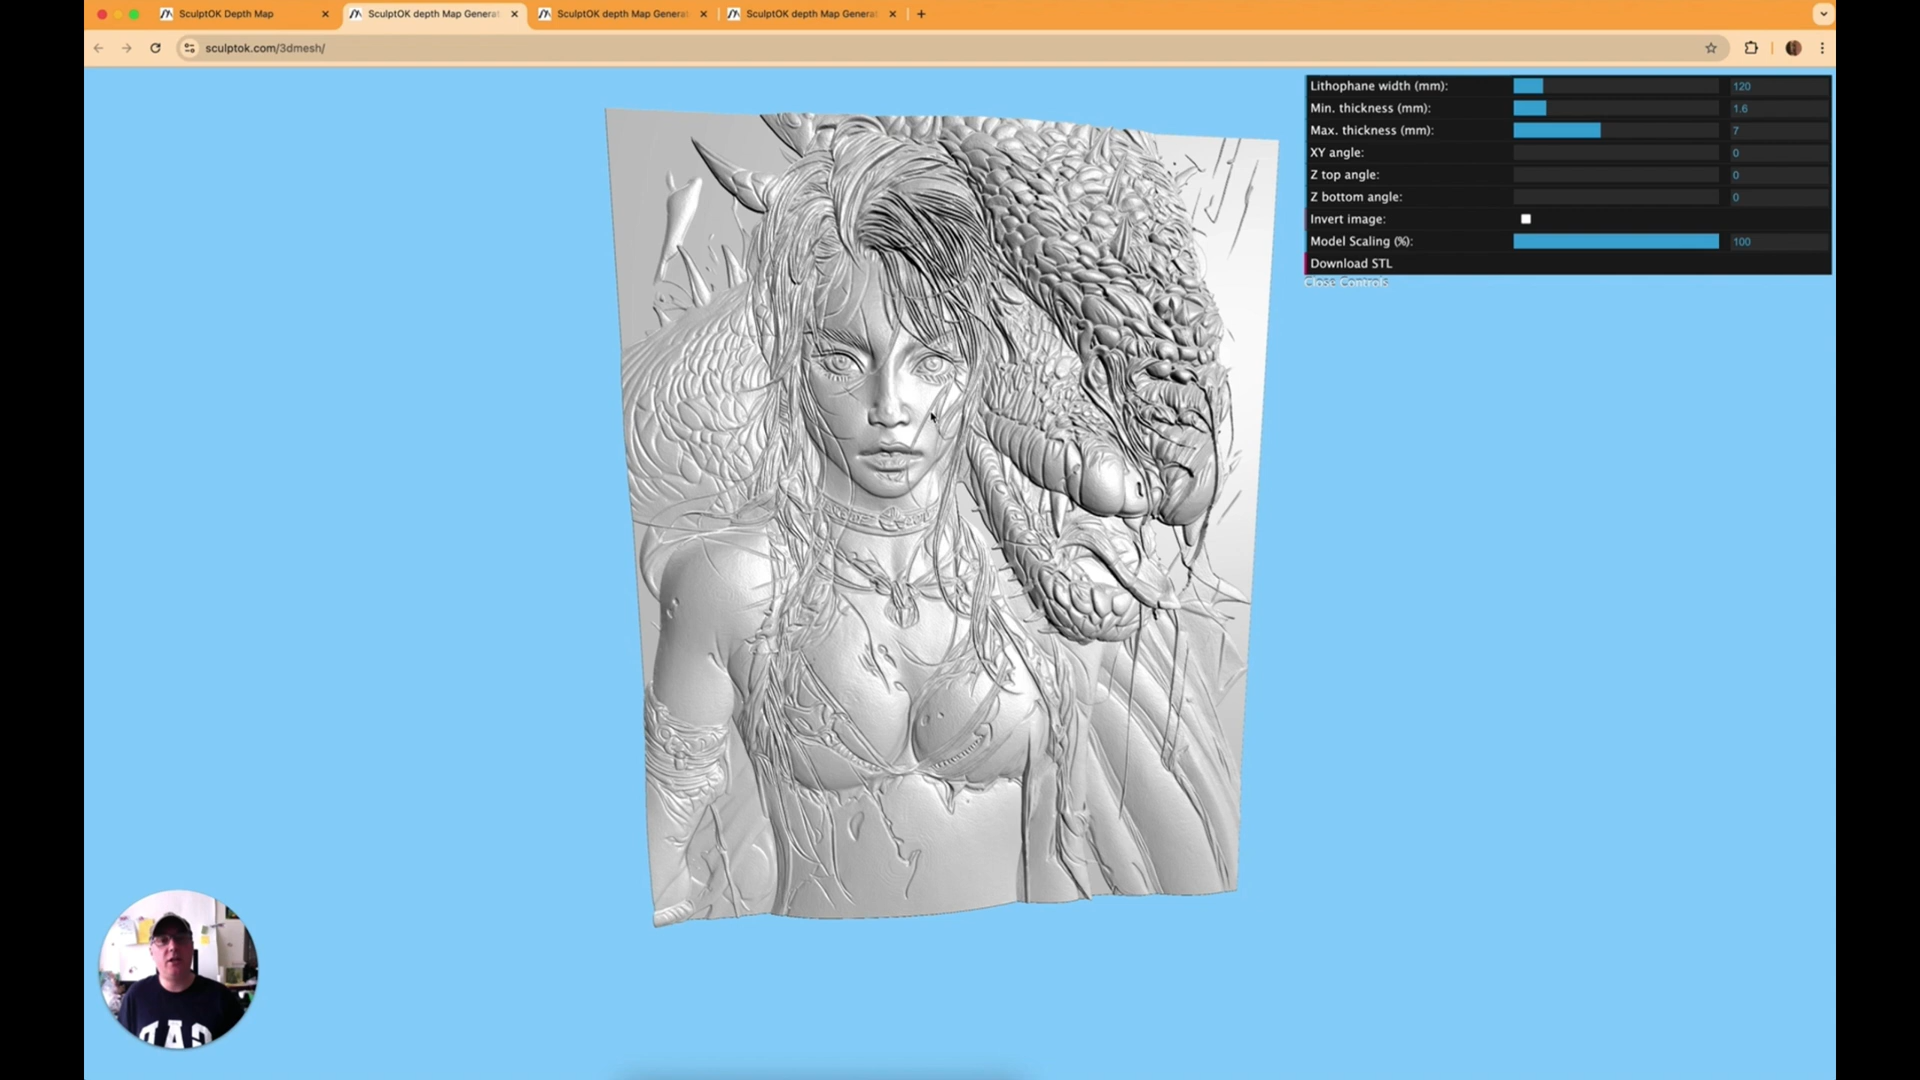 SculptOK Depth Map
SculptOK depth Map Generat
SculptOK depth Map Generat
SculptOK depth Map Generat
sculptok.com/3dmesh/
Lithophane width (mm): 120
Min. thickness (mm): 1.6
Max. thickness (mm): 7
XY angle: 0
Z top angle: 0
Z bottom angle: 0
Invert image:
Model Scaling (%): 100
Download STL
Close Controls
GAP